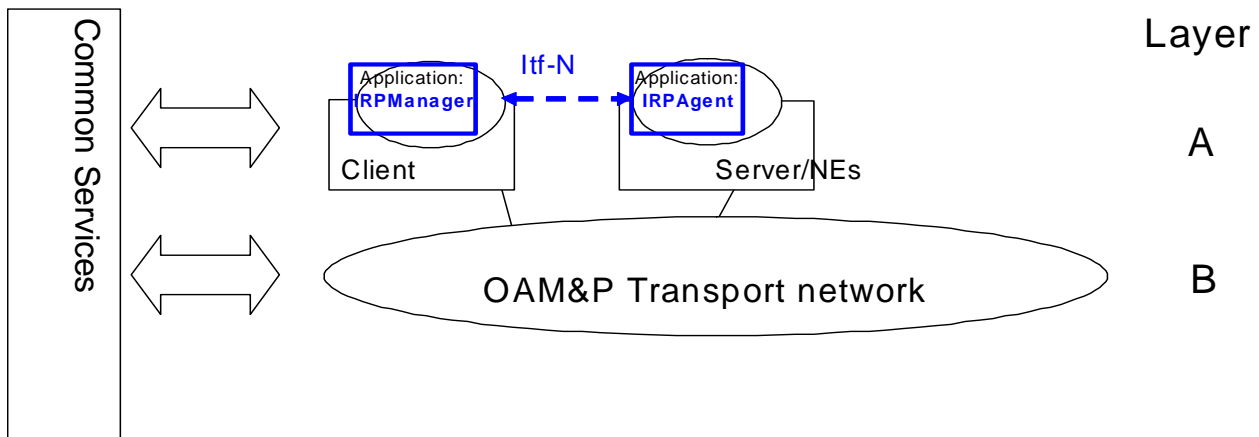 Common Services
Layer
Itf-N
Application:
IRPManager
Application:
IRPAgent
A
Client
Server/NEs
OAM&P Transport network
B